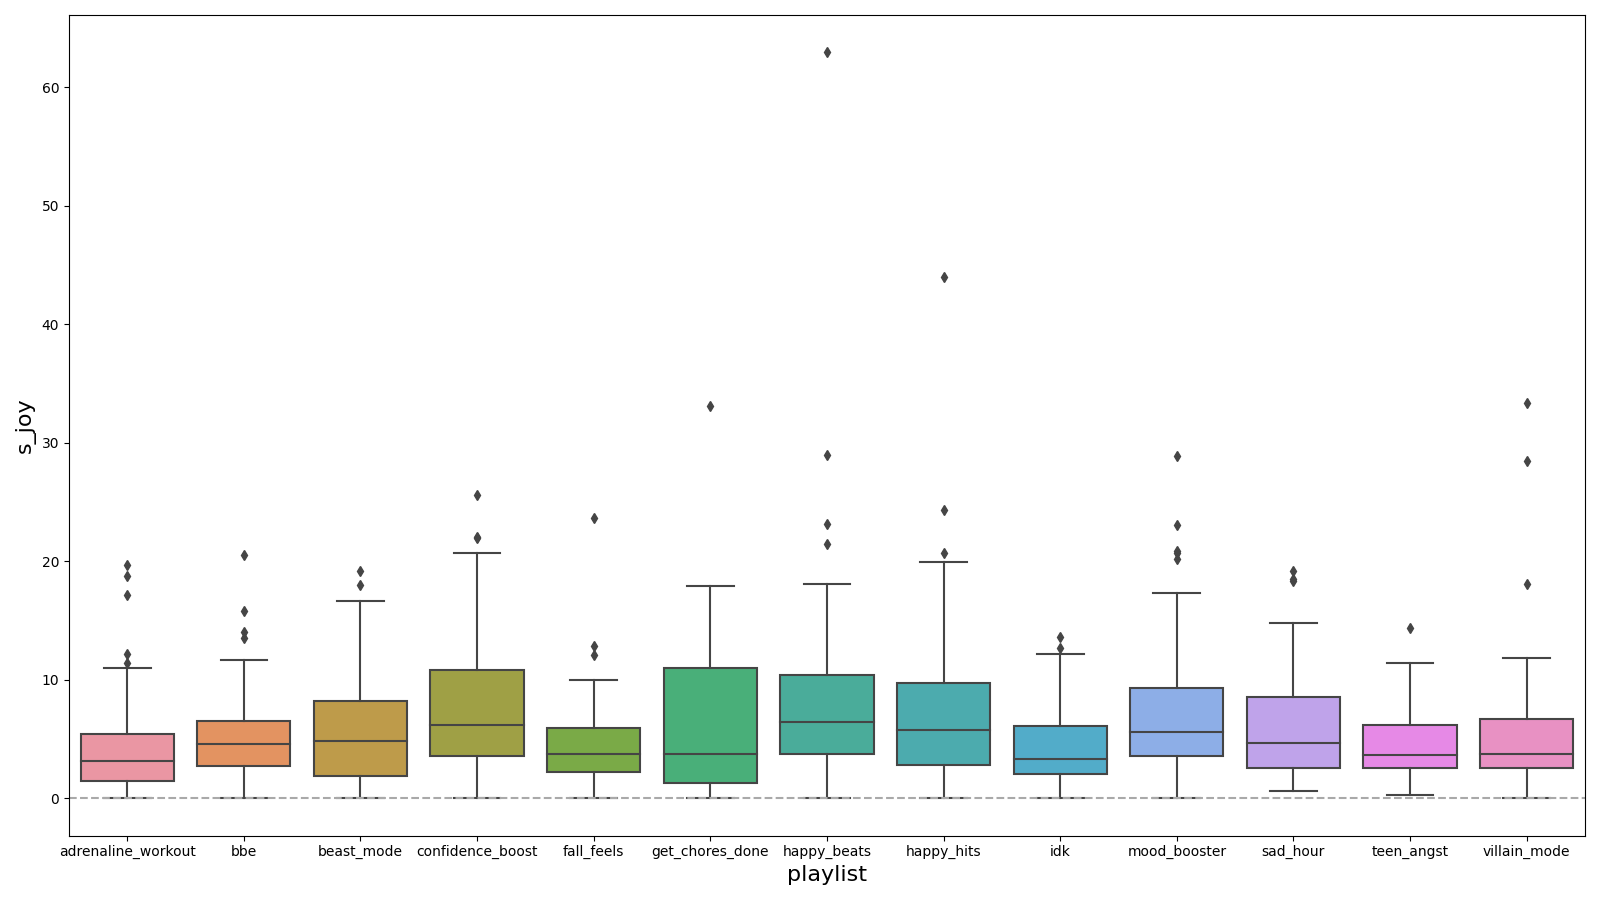 s_joy
60
50
40
30
20
10
0
adrenaline_workout bbe beast_mode confidence_boost fall_feels get_chores_done happy_beats happy_hits idk mood_booster sad_hour teen_angst villain_mode
playlist